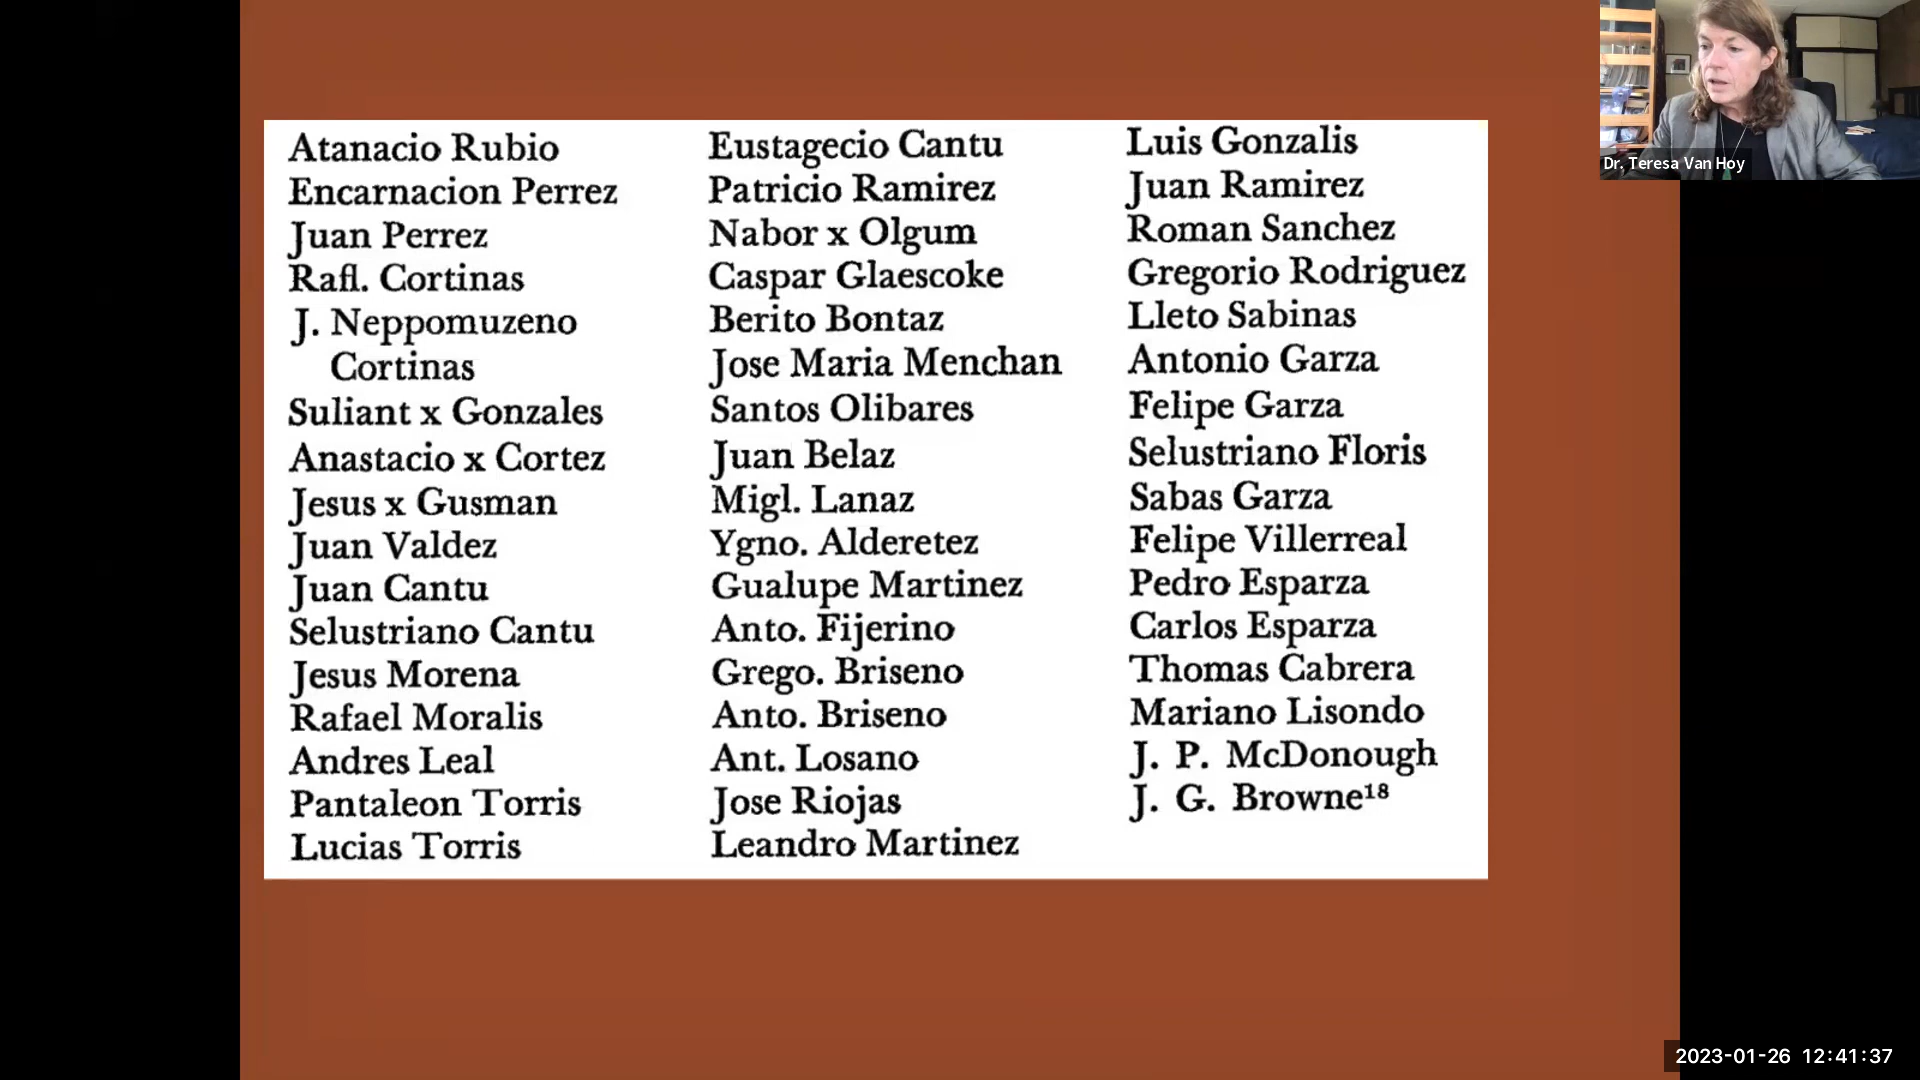 Atanacio Rubio
Encarnacion Perrez
Juan Perrez
Rafl. Cortinas
J. Neppomuzeno
Cortinas
Suliant x Gonzales
Anastacio x Cortez
Jesus x Gusman
Juan Valdez
Juan Cantu
Selustriano Cantu
Jesus Morena
Rafael Moralis
Andres Leal
Pantaleon Torris
Lucias Torris
Eustagecio Cantu
Patricio Ramirez
Nabor x Olgum
Caspar Glaescoke
Berito Bontaz
Jose Maria Menchan
Santos Olibares
Juan Belaz
Migl. Lanaz
Ygno. Alderetez
Gualupe Martinez
Anto. Fijerino
Grego. Briseno
Anto. Briseno
Ant. Losano
Jose Riojas
Leandro Martinez
Luis Gonzalis
Juan Ramirez
Roman Sanchez
Gregorio Rodriguez
Lleto Sabinas
Antonio Garza
Felipe Garza
Selustriano Floris
Sabas Garza
Felipe Villerreal
Pedro Esparza
Carlos Esparza
Thomas Cabrera
Mariano Lisondo
J. P. McDonough
J. G. Browne¹⁸
Dr. Teresa Van Hoy
2023-01-26 12:41:37